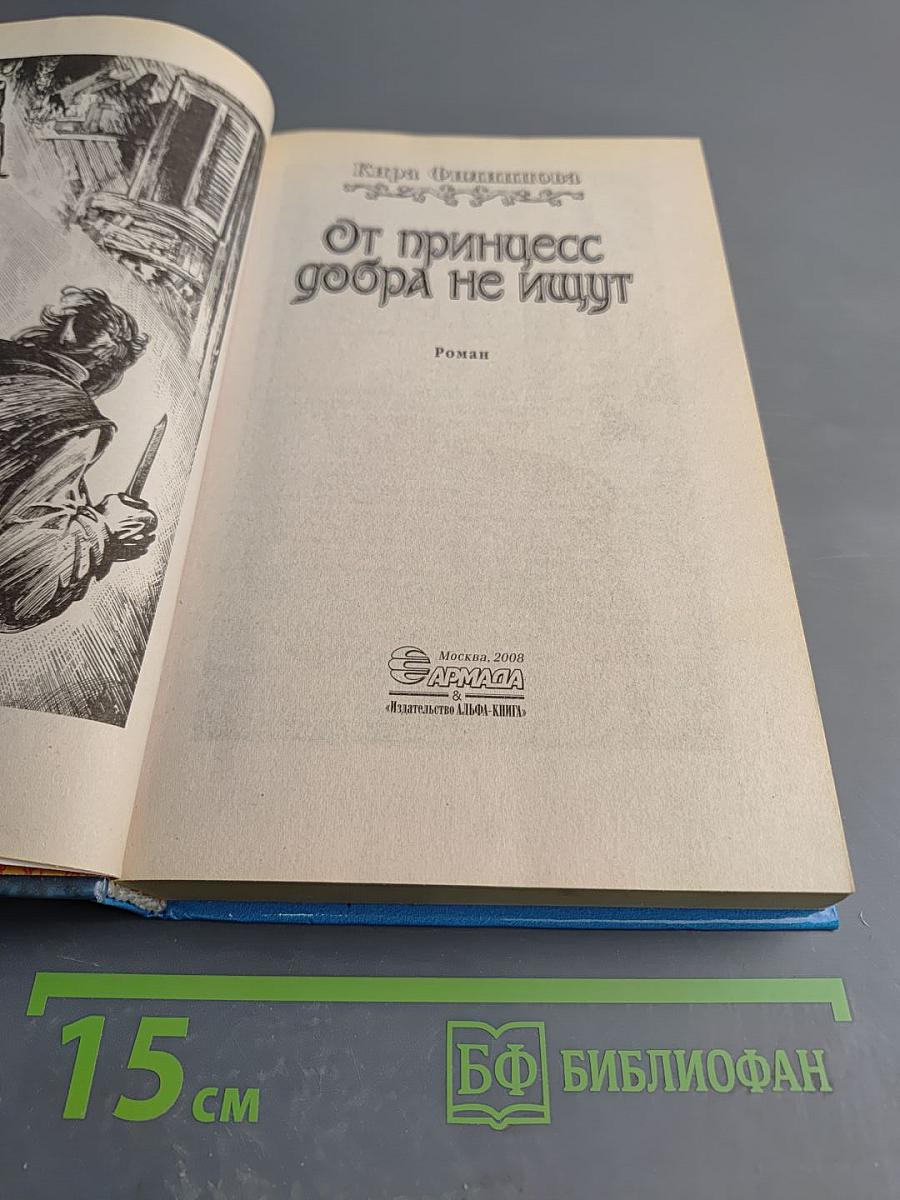 Кира Филиппова
От принцесс
добра не ищут
Роман
Москва, 2008
АРМАДА
&
«Издательство АЛЬФА-КНИГА»
15 см
БФ БИБЛИОФАН